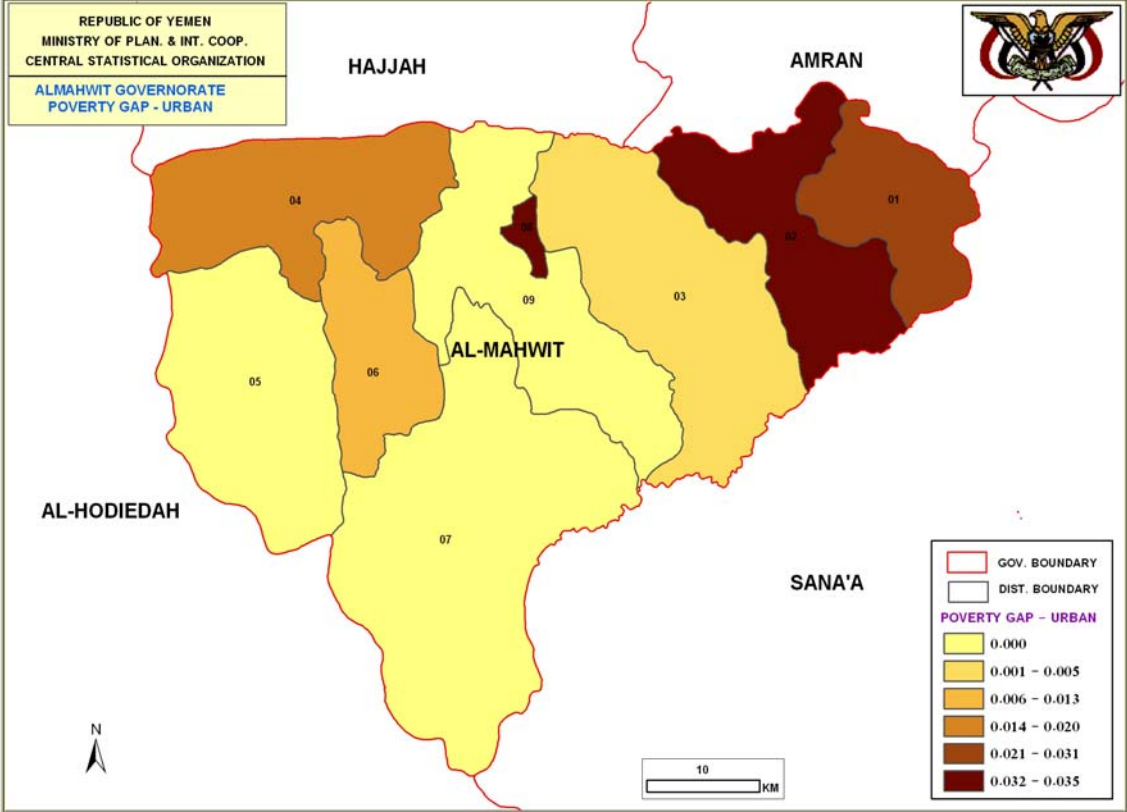 REPUBLIC OF YEMEN
MINISTRY OF PLAN. & INT. COOP.
CENTRAL STATISTICAL ORGANIZATION
ALMAHWIT GOVERNORATE
POVERTY GAP - URBAN
HAJJAH
AMRAN
04
01
08
02
09
03
AL-MAHWIT
06
05
AL-HODIEDAH
07
SANA'A
GOV. BOUNDARY
DIST. BOUNDARY
POVERTY GAP - URBAN
0.000
0.001 - 0.005
0.006 - 0.013
0.014 - 0.020
0.021 - 0.031
0.032 - 0.035
N
10
KM